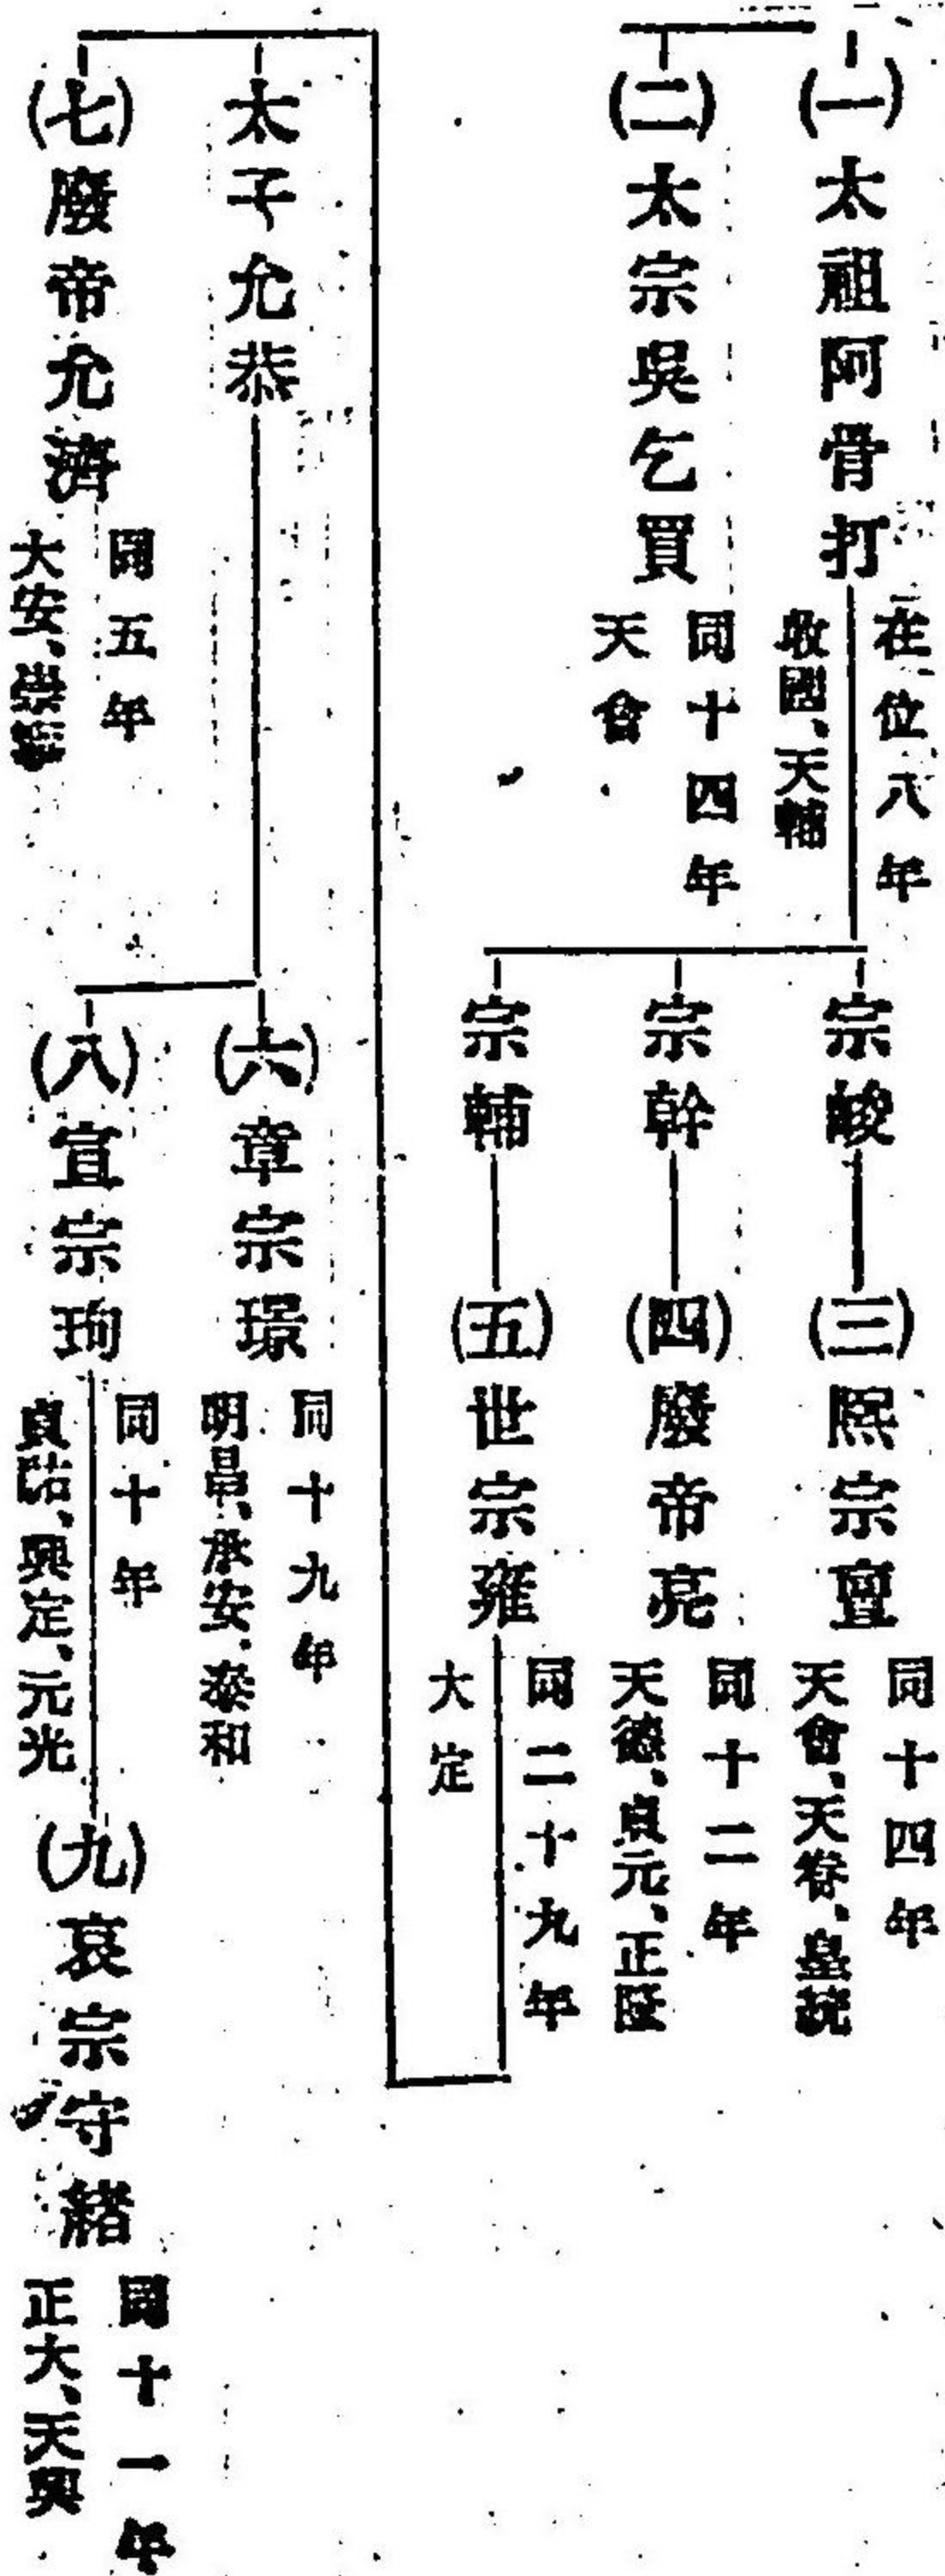 (一)太祖阿骨打
在位八年
收國、天輔
(二)太宗吳乞買
同十四年
天會
宗峻
(三)熙宗亶
同十四年
天會、天眷、皇統
宗幹
(四)廢帝亮
同十二年
天德、貞元、正隆
宗輔
(五)世宗雍
同二十九年
大定
太子允恭
(六)章宗璟
同十九年
明昌、承安、泰和
(七)廢帝允濟
同五年
大安、崇慶
(八)宣宗珣
同十年
貞祐、興定、元光
(九)哀宗守緒
同十一年
正大、天興